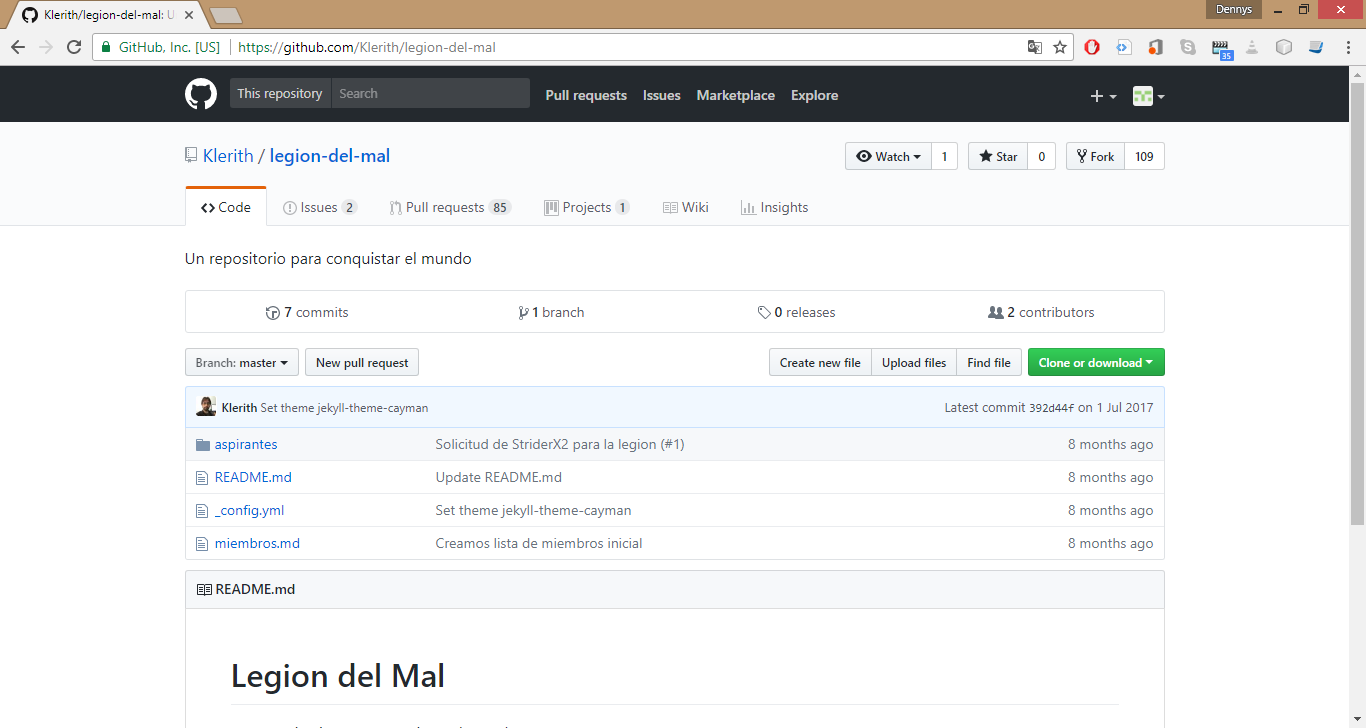 Klerith/legion-del-mal: U
Dennys
GitHub, Inc. [US] https://github.com/Klerith/legion-del-mal
35
This repository Search Pull requests Issues Marketplace Explore
Klerith / legion-del-mal
Watch 1 Star 0 Fork 109
Code Issues 2 Pull requests 85 Projects 1 Wiki Insights
Un repositorio para conquistar el mundo
7 commits 1 branch 0 releases 2 contributors
Branch: master New pull request Create new file Upload files Find file Clone or download
Klerith Set theme jekyll-theme-cayman Latest commit 392d44f on 1 Jul 2017
aspirantes Solicitud de StriderX2 para la legion (#1) 8 months ago
README.md Update README.md 8 months ago
_config.yml Set theme jekyll-theme-cayman 8 months ago
miembros.md Creamos lista de miembros inicial 8 months ago
README.md
Legion del Mal